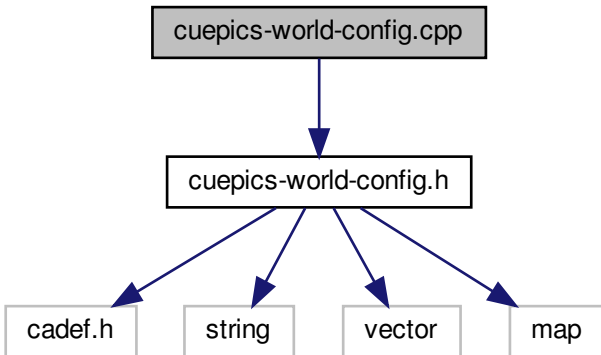 cuepics-world-config.cpp
cuepics-world-config.h
cadef.h string vector map